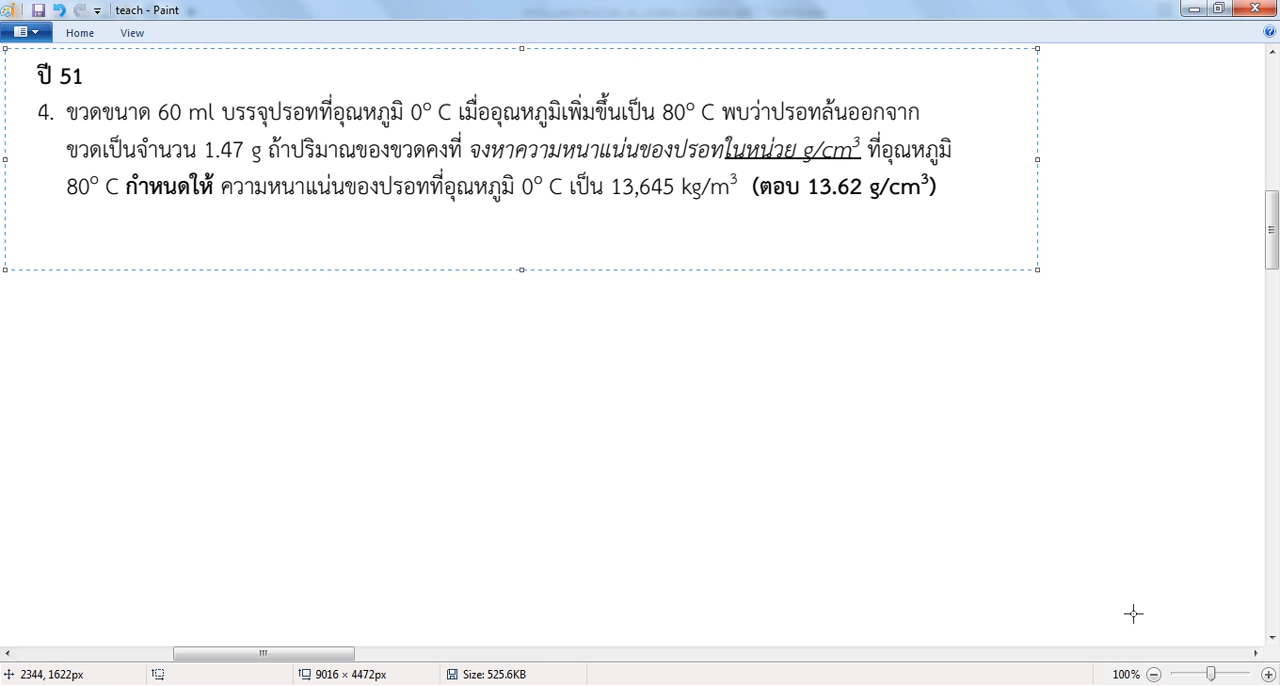 teach - Paint
Home View
ปี 51
4. ขวดขนาด 60 ml บรรจุปรอทที่อุณหภูมิ 0º C เมื่ออุณหภูมิเพิ่มขึ้นเป็น 80º C พบว่าปรอทล้นออกจาก
ขวดเป็นจำนวน 1.47 g ถ้าปริมาณของขวดคงที่ จงหาความหนาแน่นของปรอทในหน่วย g/cm³ ที่อุณหภูมิ
80º C กำหนดให้ ความหนาแน่นของปรอทที่อุณหภูมิ 0º C เป็น 13,645 kg/m³ (ตอบ 13.62 g/cm³)
2344, 1622px 9016 × 4472px Size: 525.6KB 100%